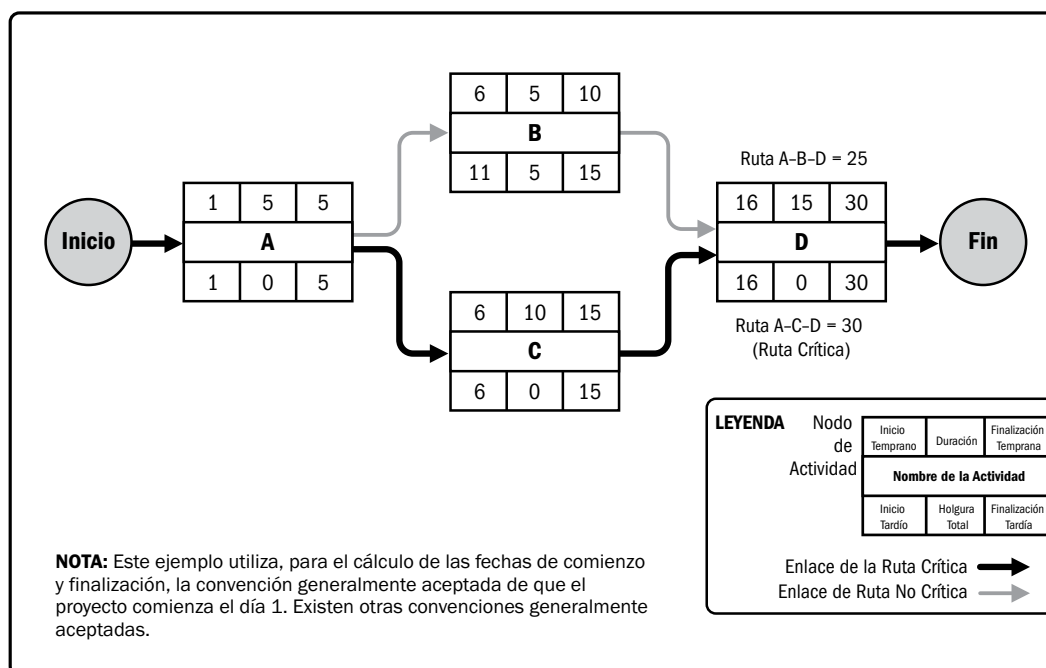 6 5 10
B
11 5 15
Ruta A–B–D = 25
1 5 5
A
1 0 5
16 15 30
D
16 0 30
Inicio
Fin
6 10 15
C
6 0 15
Ruta A–C–D = 30
(Ruta Crítica)
LEYENDA
Nodo
de
Actividad
Inicio
Temprano
Duración
Finalización
Temprana
Nombre de la Actividad
Inicio
Tardío
Holgura
Total
Finalización
Tardía
Enlace de la Ruta Crítica
Enlace de Ruta No Crítica
NOTA: Este ejemplo utiliza, para el cálculo de las fechas de comienzo
y finalización, la convención generalmente aceptada de que el
proyecto comienza el día 1. Existen otras convenciones generalmente
aceptadas.